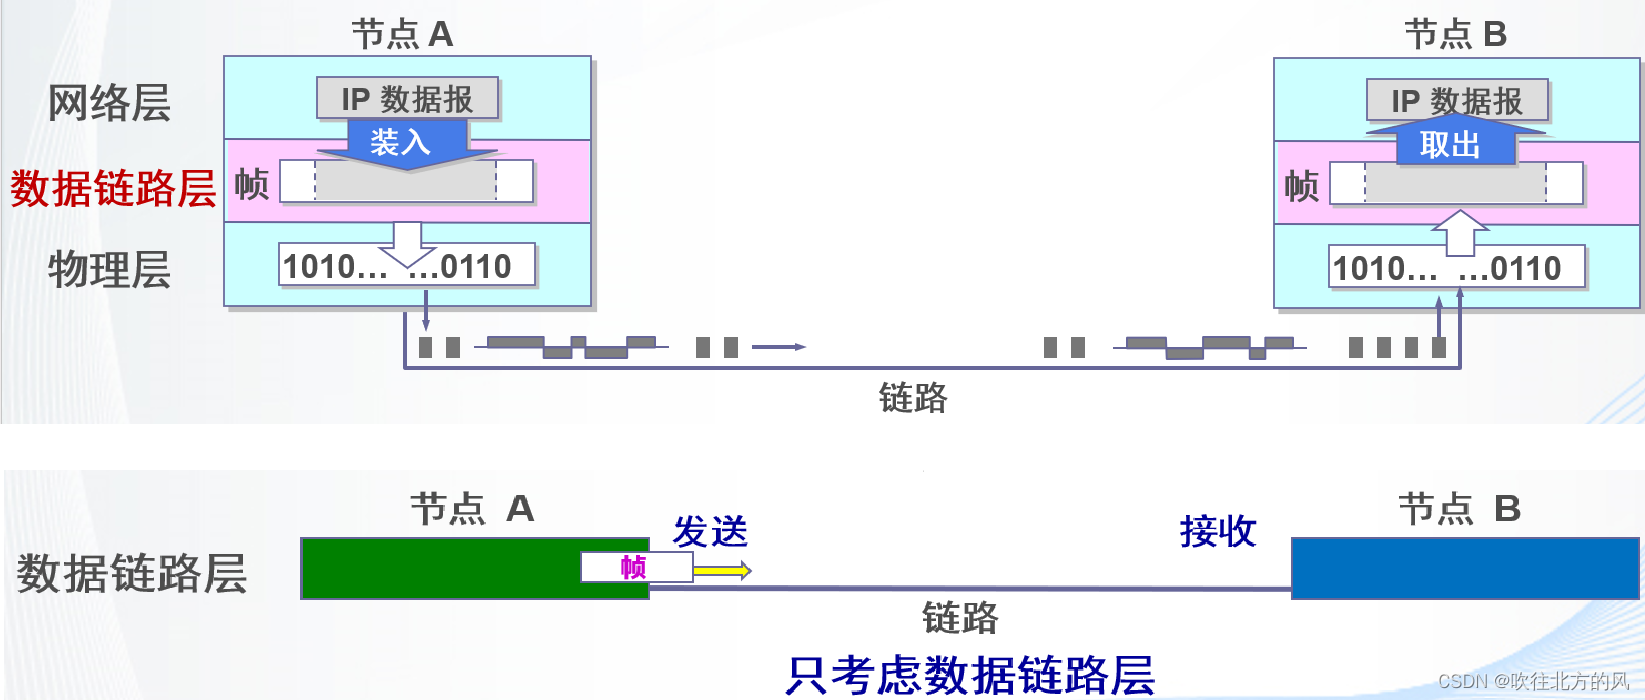 节点 A
节点 B
网络层
IP 数据报
IP 数据报
装入
取出
数据链路层
帧
帧
物理层
1010… …0110
1010… …0110
链路
节点 A
节点 B
发送
接收
数据链路层
帧
链路
只考虑数据链路层
CSDN @吹往北方的风